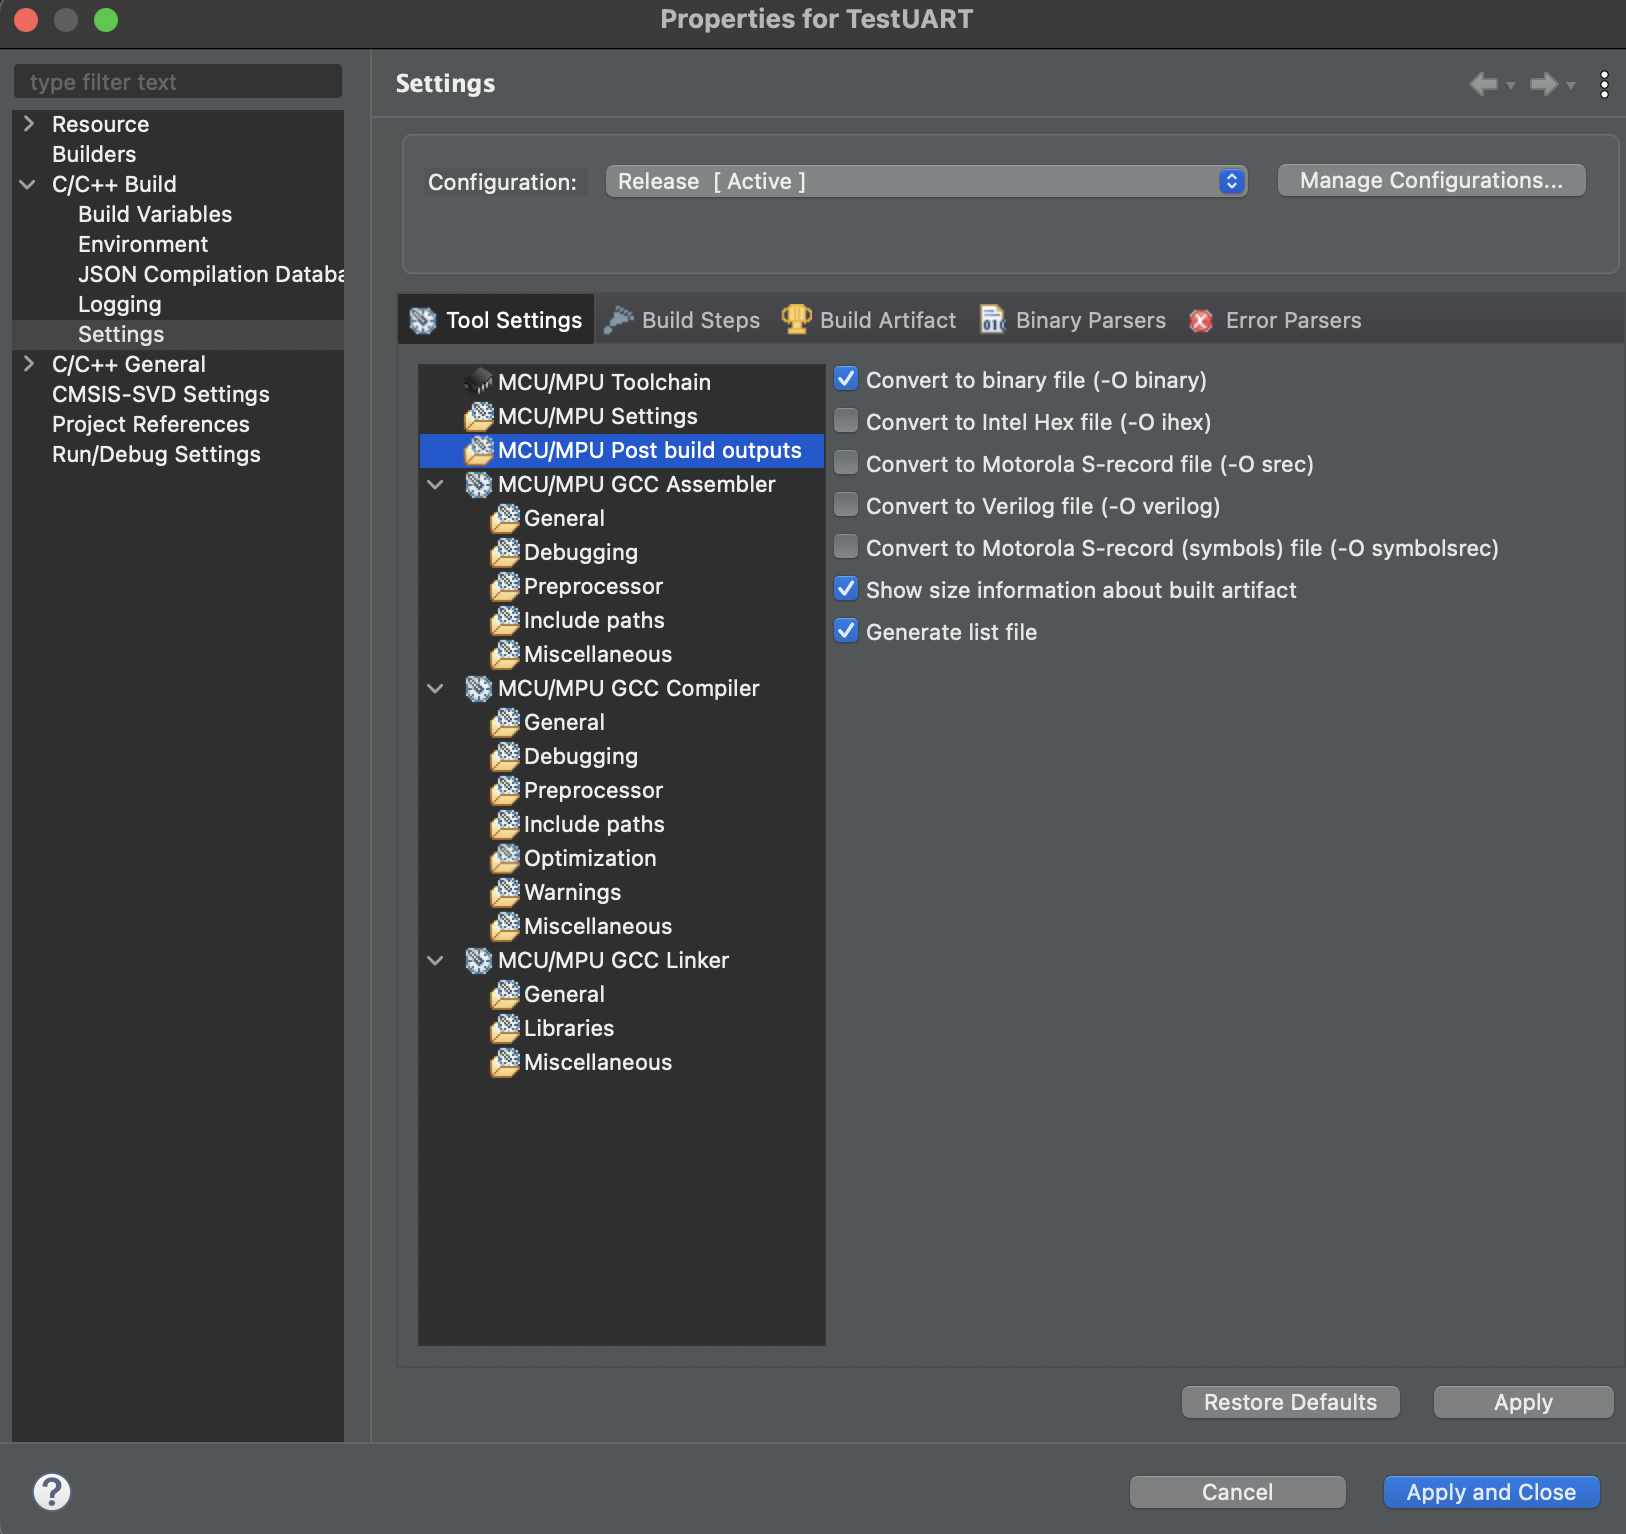 Properties for TestUART
type filter text
Resource
Builders
C/C++ Build
Build Variables
Environment
JSON Compilation Databa
Logging
Settings
C/C++ General
CMSIS-SVD Settings
Project References
Run/Debug Settings
Settings
Configuration:
Release [ Active ]
Manage Configurations...
Tool Settings
Build Steps
Build Artifact
Binary Parsers
Error Parsers
MCU/MPU Toolchain
MCU/MPU Settings
MCU/MPU Post build outputs
MCU/MPU GCC Assembler
General
Debugging
Preprocessor
Include paths
Miscellaneous
MCU/MPU GCC Compiler
General
Debugging
Preprocessor
Include paths
Optimization
Warnings
Miscellaneous
MCU/MPU GCC Linker
General
Libraries
Miscellaneous
Convert to binary file (-O binary)
Convert to Intel Hex file (-O ihex)
Convert to Motorola S-record file (-O srec)
Convert to Verilog file (-O verilog)
Convert to Motorola S-record (symbols) file (-O symbolsrec)
Show size information about built artifact
Generate list file
Restore Defaults
Apply
?
Cancel
Apply and Close